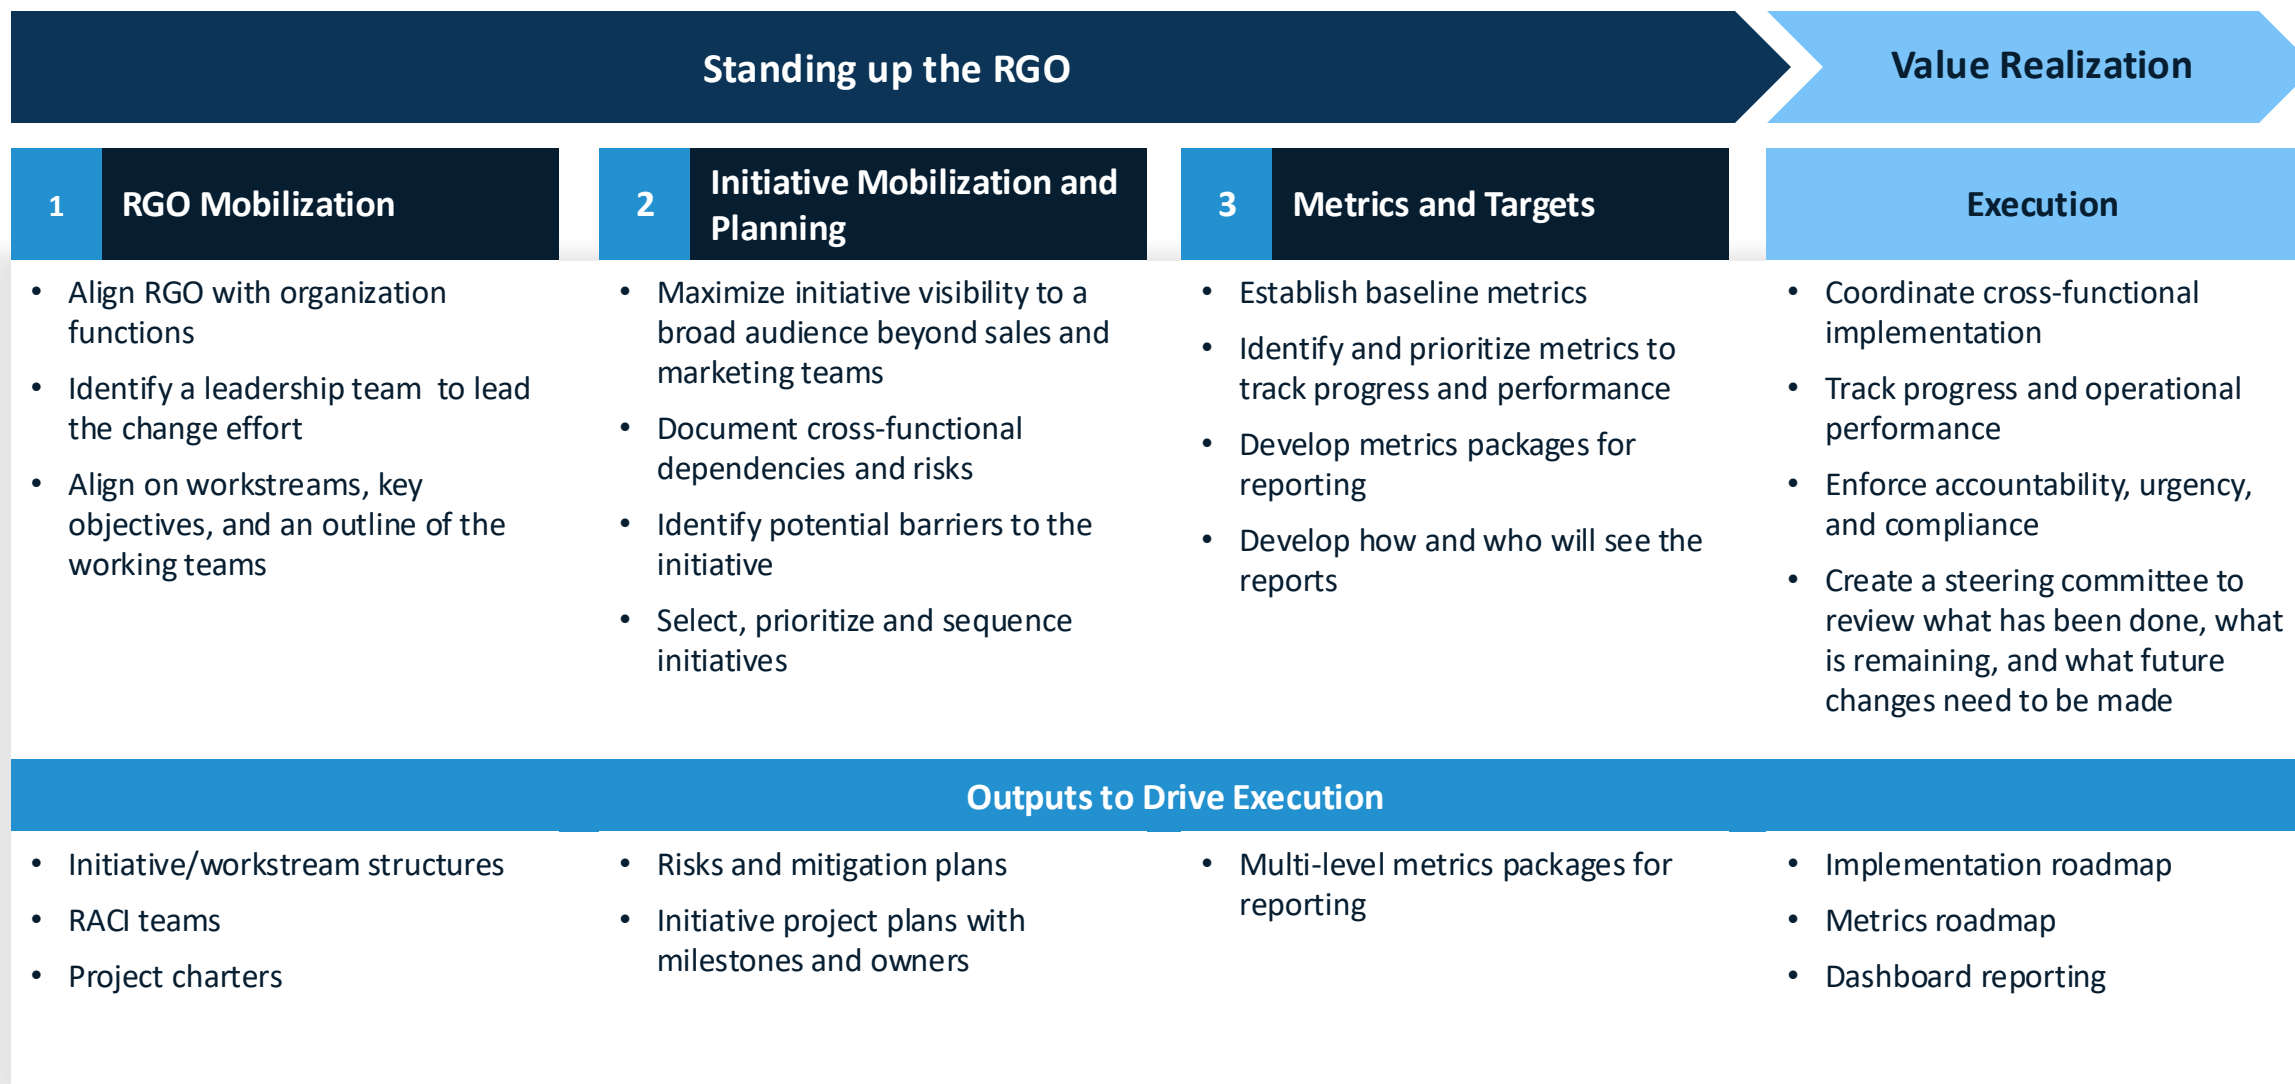 Standing up the RGO
Value Realization
1
RGO Mobilization
2
Initiative Mobilization and
Planning
3
Metrics and Targets
Execution
• Align RGO with organization
functions
• Identify a leadership team  to lead
the change effort
• Align on workstreams, key
objectives, and an outline of the
working teams
• Maximize initiative visibility to a
broad audience beyond sales and
marketing teams
• Document cross-functional
dependencies and risks
• Identify potential barriers to the
initiative
• Select, prioritize and sequence
initiatives
• Establish baseline metrics
• Identify and prioritize metrics to
track progress and performance
• Develop metrics packages for
reporting
• Develop how and who will see the
reports
• Coordinate cross-functional
implementation
• Track progress and operational
performance
• Enforce accountability, urgency,
and compliance
• Create a steering committee to
review what has been done, what
is remaining, and what future
changes need to be made
Outputs to Drive Execution
• Initiative/workstream structures
• RACI teams
• Project charters
• Risks and mitigation plans
• Initiative project plans with
milestones and owners
• Multi-level metrics packages for
reporting
• Implementation roadmap
• Metrics roadmap
• Dashboard reporting